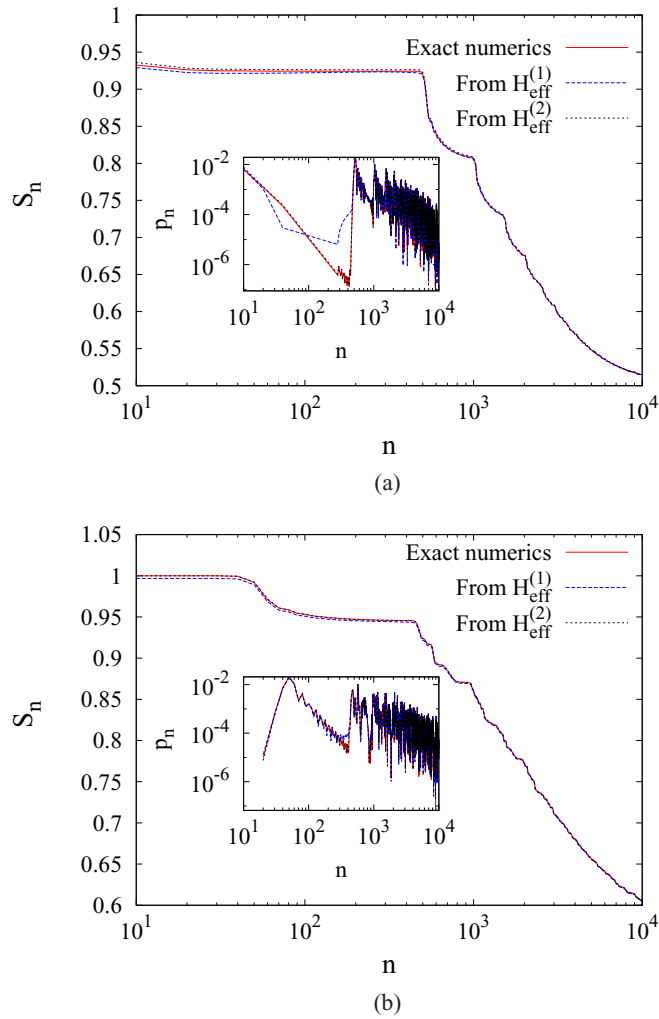 0.95
0.9
0.85
0.8
0.75
0.7
0.65
0.6
0.55
0.5
S_n
Exact numerics
From H_eff^(1)
From H_eff^(2)
10^-2
10^-4
10^-6
p_n
10^1 10^2 10^3 10^4
n
10^1 10^2 10^3 10^4
n
(a)
1.05
1
0.95
0.9
0.85
0.8
0.75
0.7
0.65
0.6
S_n
Exact numerics
From H_eff^(1)
From H_eff^(2)
10^-2
10^-4
10^-6
p_n
10^1 10^2 10^3 10^4
n
10^1 10^2 10^3 10^4
n
(b)